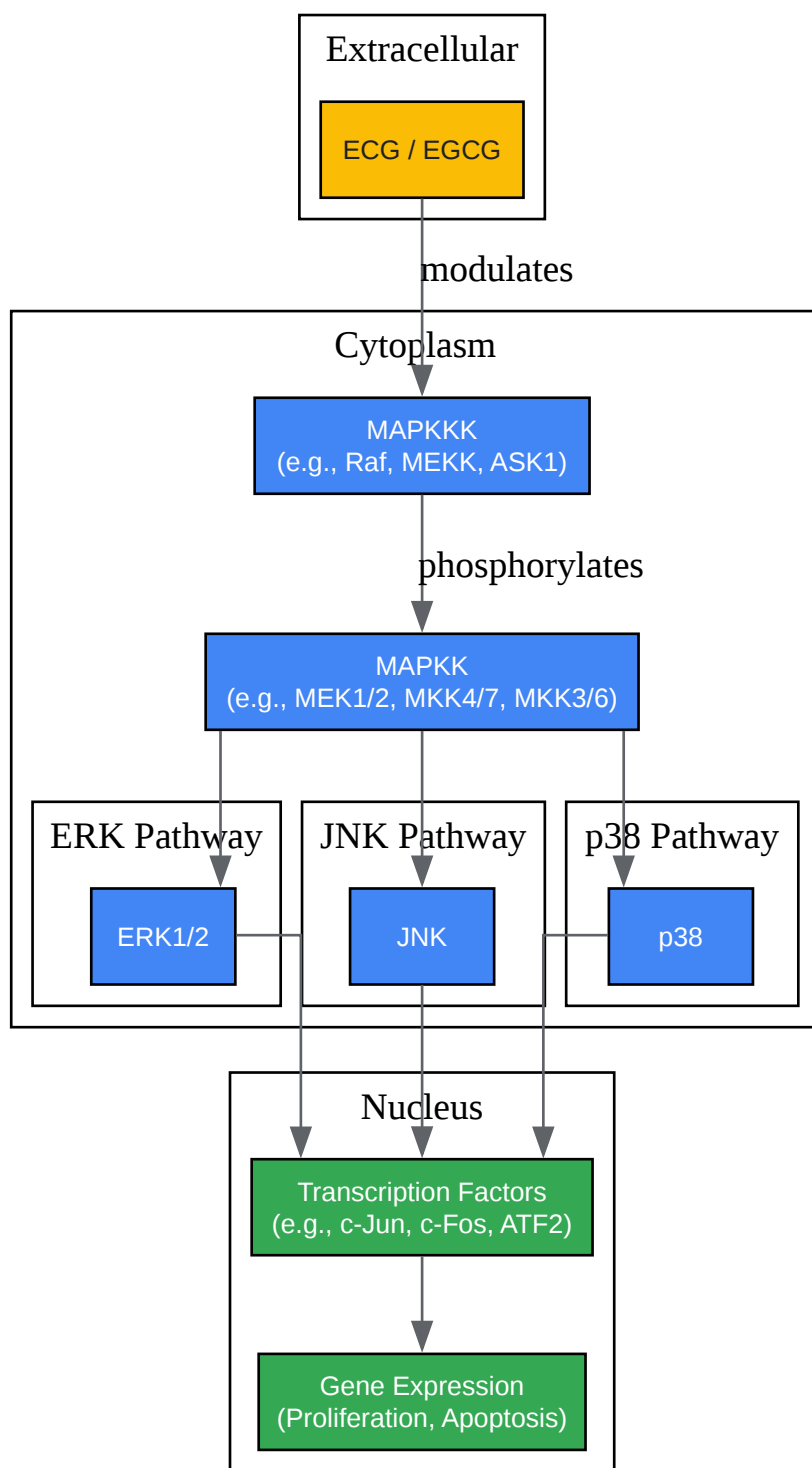 Extracellular
ECG / EGCG
modulates
Cytoplasm
MAPKKK
(e.g., Raf, MEKK, ASK1)
phosphorylates
MAPKK
(e.g., MEK1/2, MKK4/7, MKK3/6)
ERK Pathway
JNK Pathway
p38 Pathway
ERK1/2
JNK
p38
Nucleus
Transcription Factors
(e.g., c-Jun, c-Fos, ATF2)
Gene Expression
(Proliferation, Apoptosis)